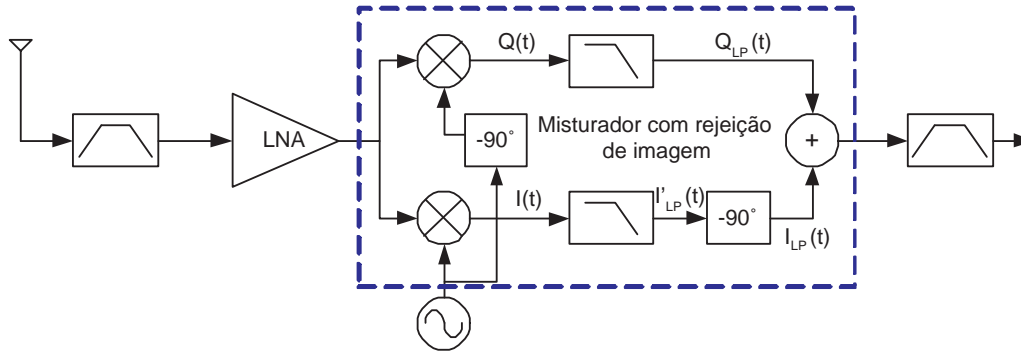 Q(t)
Q_LP(t)
LNA
-90°
Misturador com rejeição
de imagem
+
I(t)
I'_LP(t)
-90°
I_LP(t)